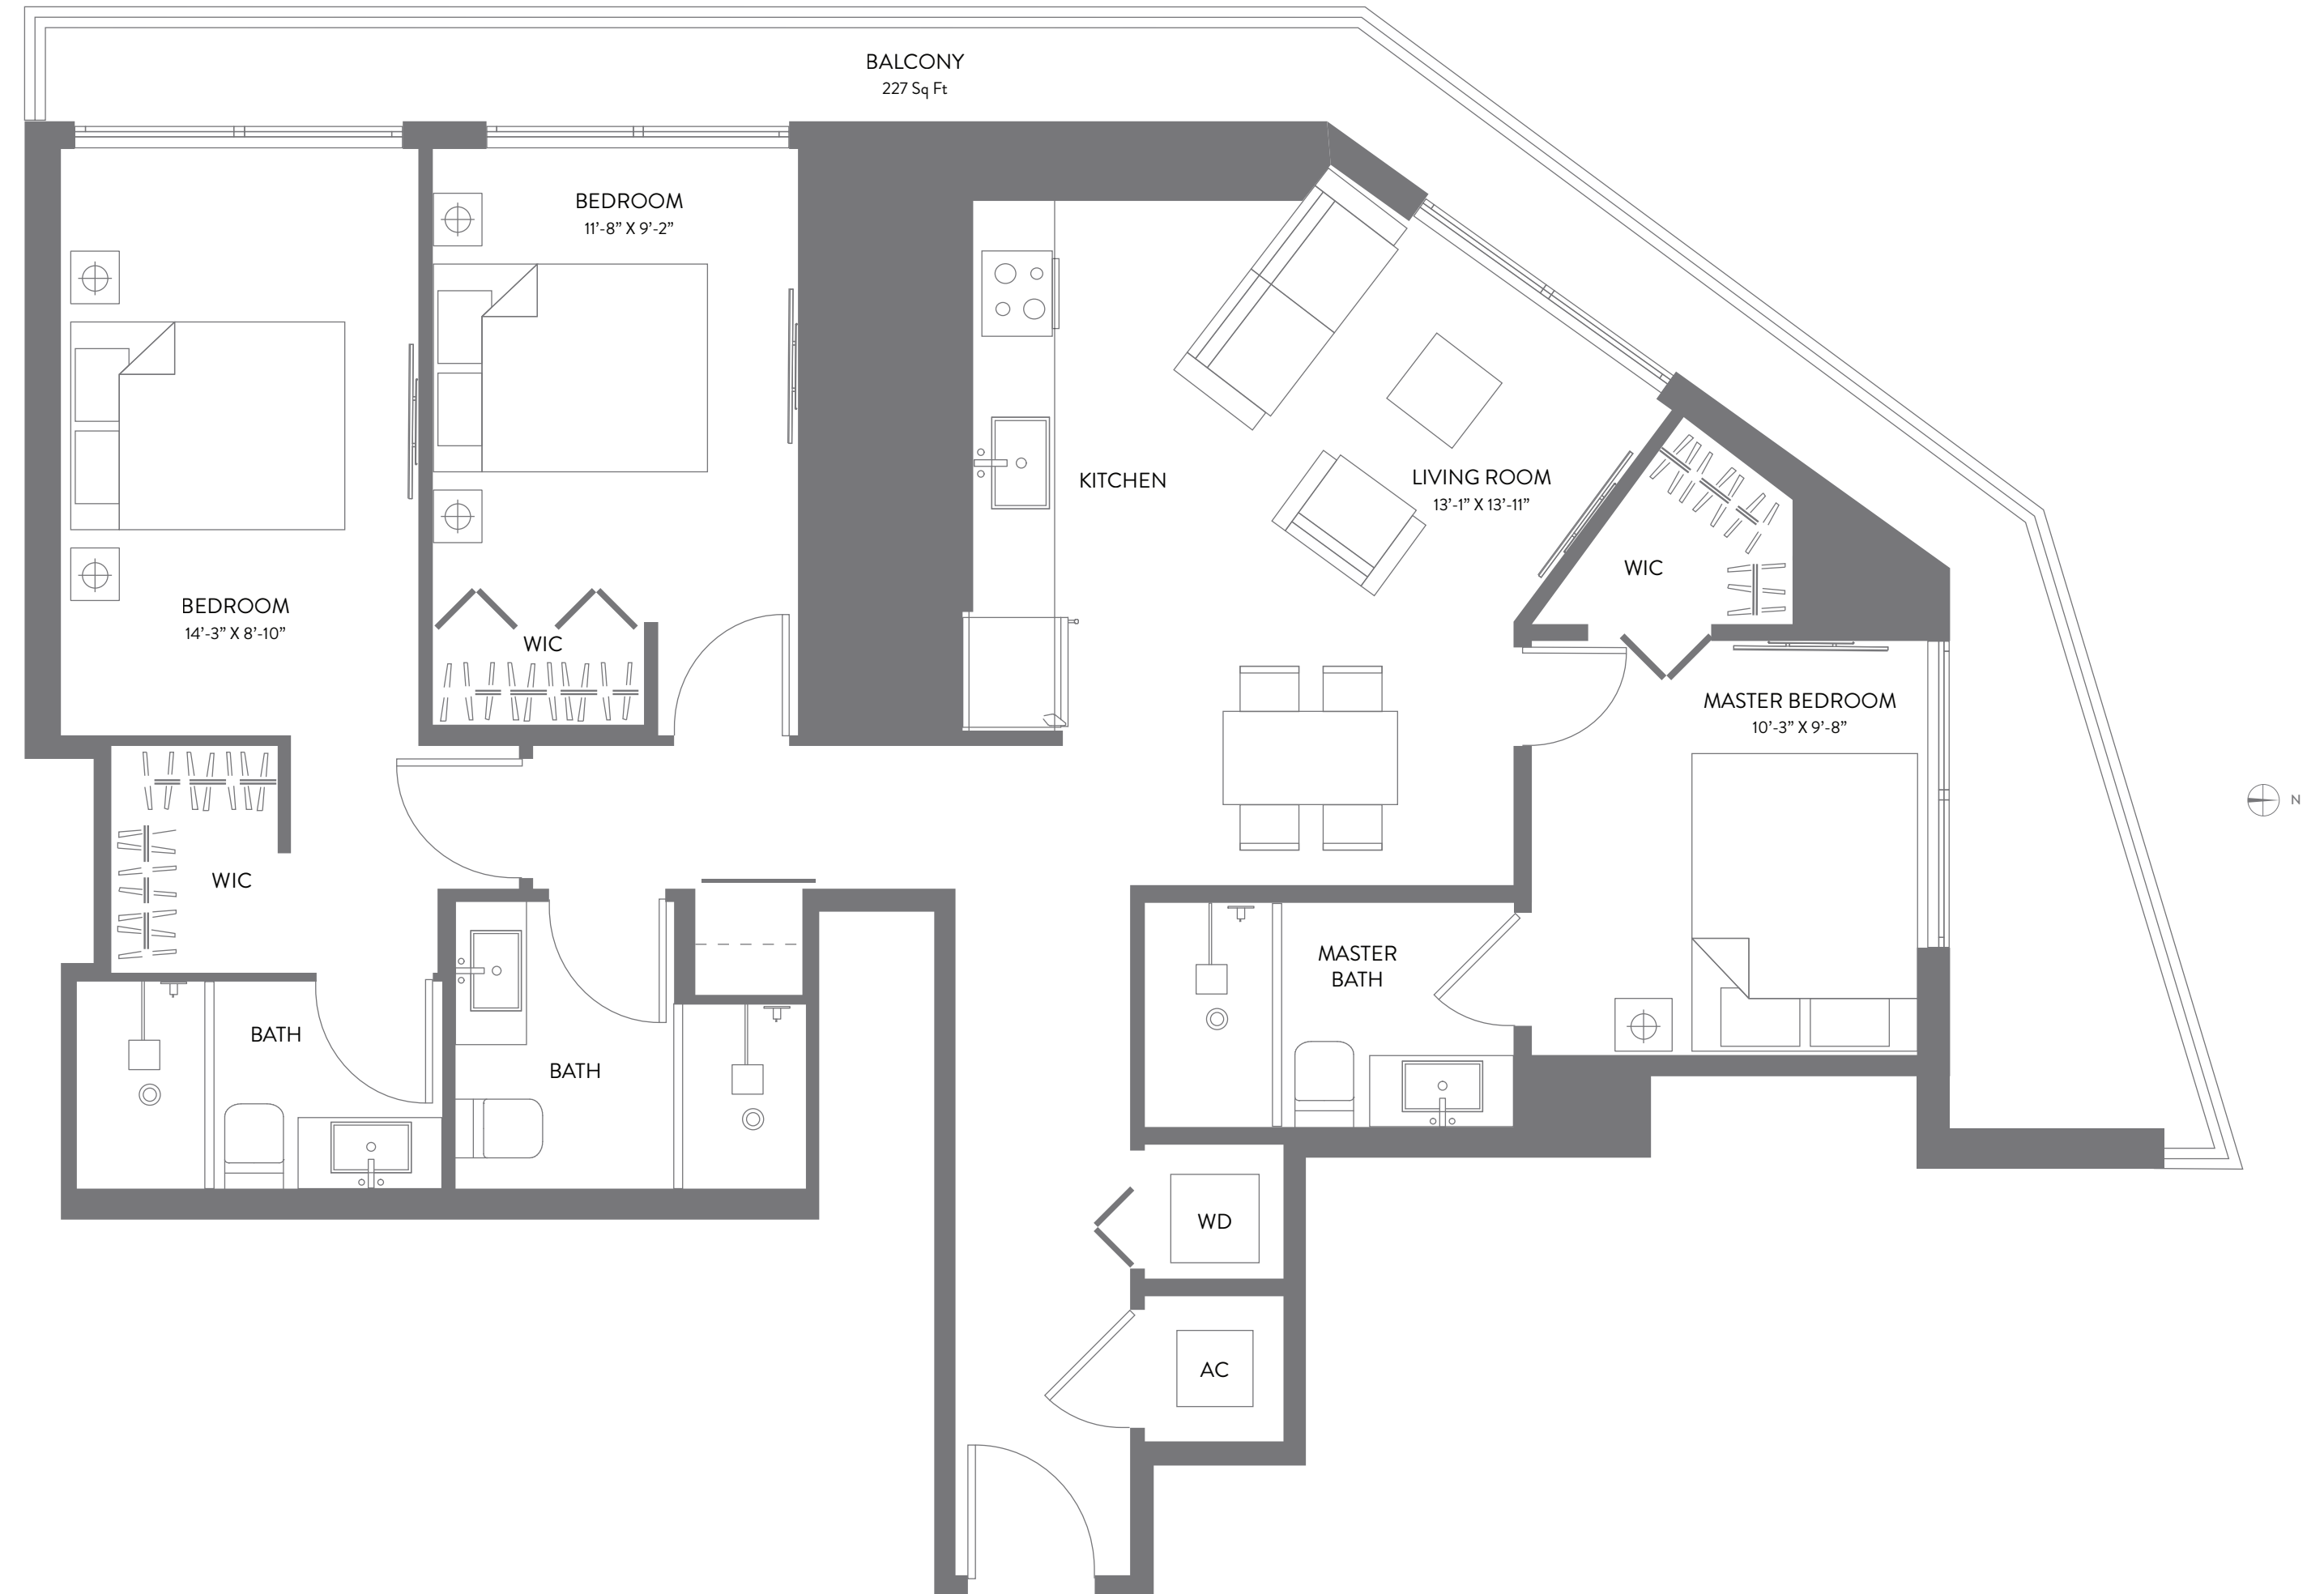 BALCONY
227 Sq Ft
BEDROOM
11’-8” X 9’-2”
KITCHEN
LIVING ROOM
13’-1” X 13’-11”
WIC
BEDROOM
14’-3” X 8’-10”
WIC
MASTER BEDROOM
10’-3” X 9’-8”
N
WIC
MASTER
BATH
BATH
BATH
WD
AC